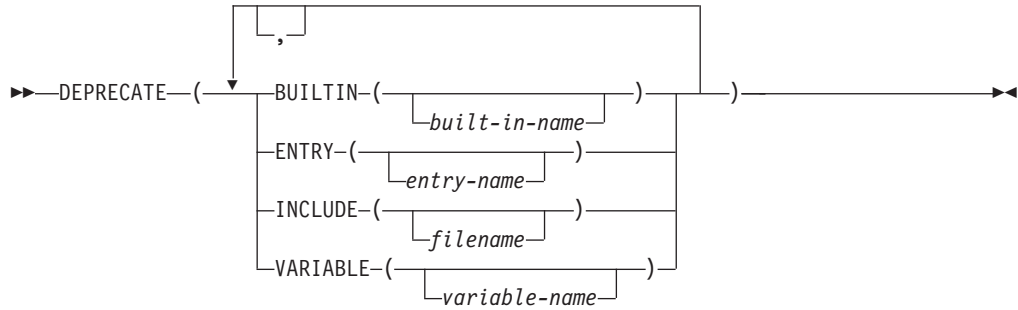 ,
DEPRECATE ( BUILTIN ( ) )
built-in-name
ENTRY ( )
entry-name
INCLUDE ( )
filename
VARIABLE ( )
variable-name